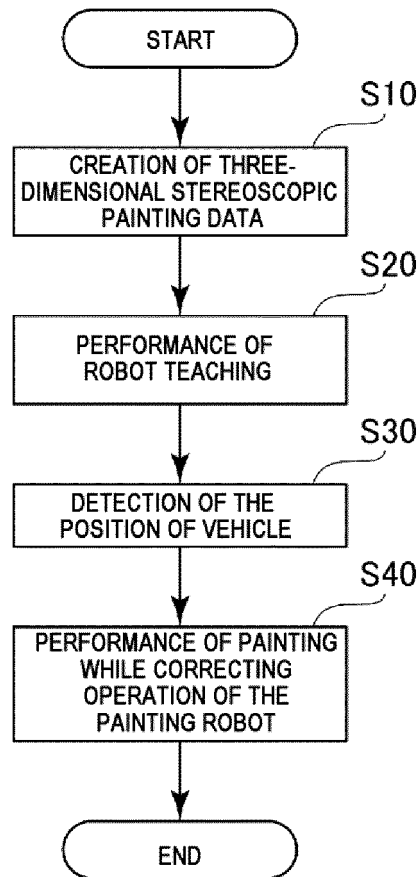 START
S10
CREATION OF THREE-
DIMENSIONAL STEREOSCOPIC
PAINTING DATA
S20
PERFORMANCE OF
ROBOT TEACHING
S30
DETECTION OF THE
POSITION OF VEHICLE
S40
PERFORMANCE OF PAINTING
WHILE CORRECTING
OPERATION OF THE
PAINTING ROBOT
END